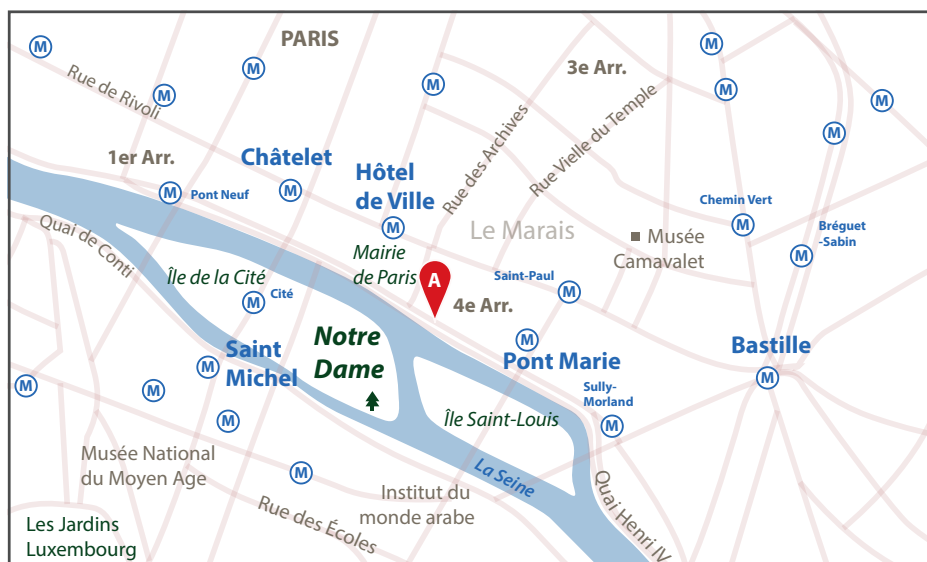 PARIS
M
M
M
M
M
M
M
M
3e Arr.
Rue de Rivoli
Rue des Archives
Rue Vielle du Temple
1er Arr.
Châtelet
M
M
Pont Neuf
Hôtel
de Ville
M
Le Marais
Chemin Vert
M
Bréguet
-Sabin
M
Musée
Camavalet
Quai de Conti
Mairie
de Paris
Île de la Cité
M
Cité
A
4e Arr.
Saint-Paul
M
Notre
Dame
M
Pont Marie
Bastille
M
Saint
Michel
M
M
M
M
Sully-
Morland
M
Île Saint-Louis
Musée National
du Moyen Age
M
La Seine
Institut du
monde arabe
Quai Henri IV
Rue des Écoles
Les Jardins
Luxembourg